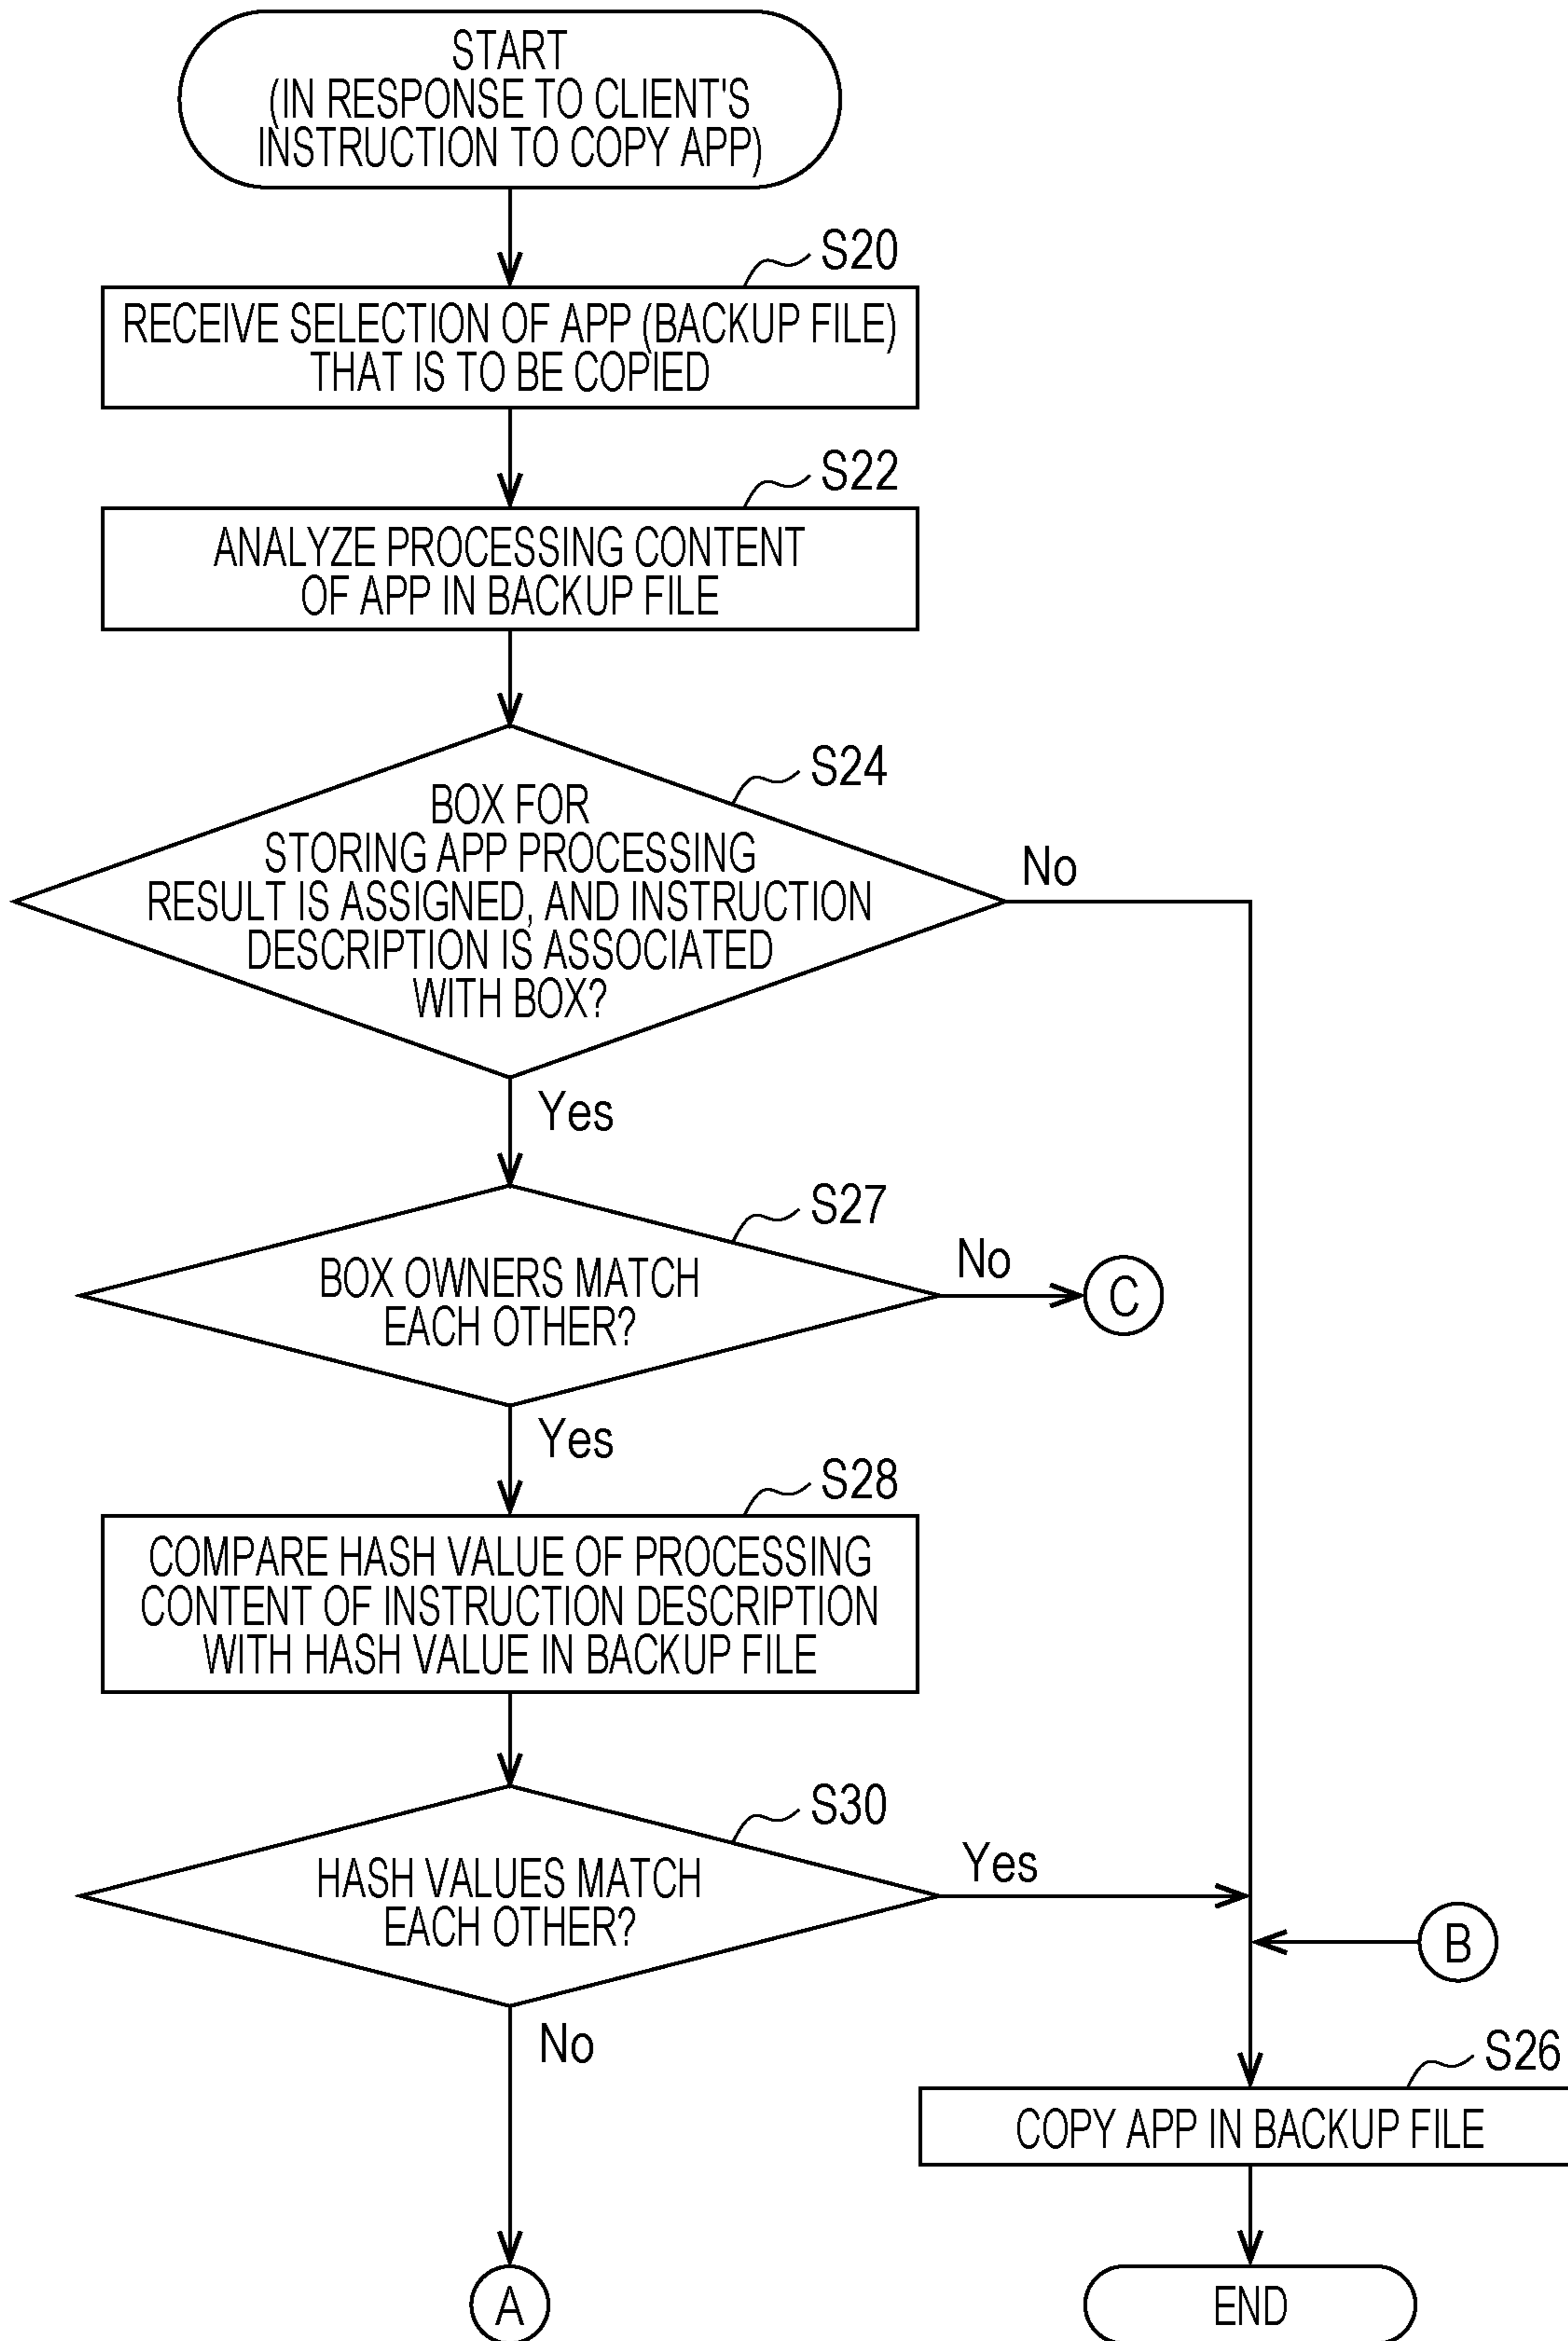 START
(IN RESPONSE TO CLIENT'S
INSTRUCTION TO COPY APP)
S20
RECEIVE SELECTION OF APP (BACKUP FILE)
THAT IS TO BE COPIED
S22
ANALYZE PROCESSING CONTENT
OF APP IN BACKUP FILE
S24
BOX FOR
STORING APP PROCESSING
RESULT IS ASSIGNED, AND INSTRUCTION
DESCRIPTION IS ASSOCIATED
WITH BOX?
No
Yes
S27
BOX OWNERS MATCH
EACH OTHER?
No
C
Yes
S28
COMPARE HASH VALUE OF PROCESSING
CONTENT OF INSTRUCTION DESCRIPTION
WITH HASH VALUE IN BACKUP FILE
S30
HASH VALUES MATCH
EACH OTHER?
Yes
B
No
S26
COPY APP IN BACKUP FILE
A
END